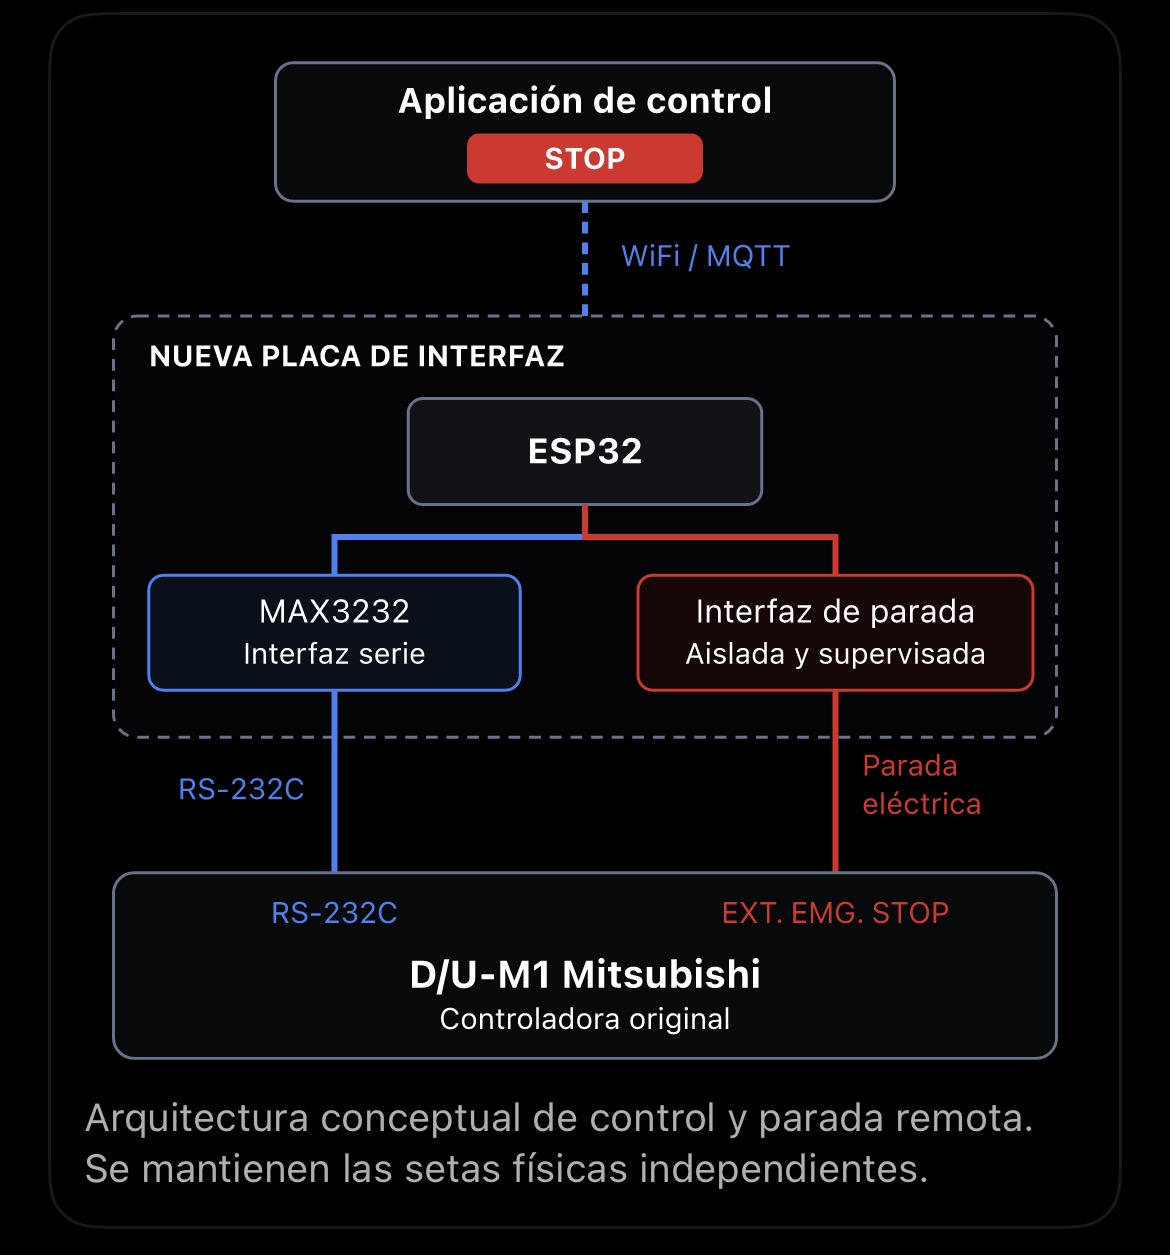 Aplicación de control
STOP
WiFi / MQTT
NUEVA PLACA DE INTERFAZ
ESP32
MAX3232
Interfaz serie
Interfaz de parada
Aislada y supervisada
RS-232C
Parada
eléctrica
RS-232C
EXT. EMG. STOP
D/U-M1 Mitsubishi
Controladora original
Arquitectura conceptual de control y parada remota.
Se mantienen las setas físicas independientes.